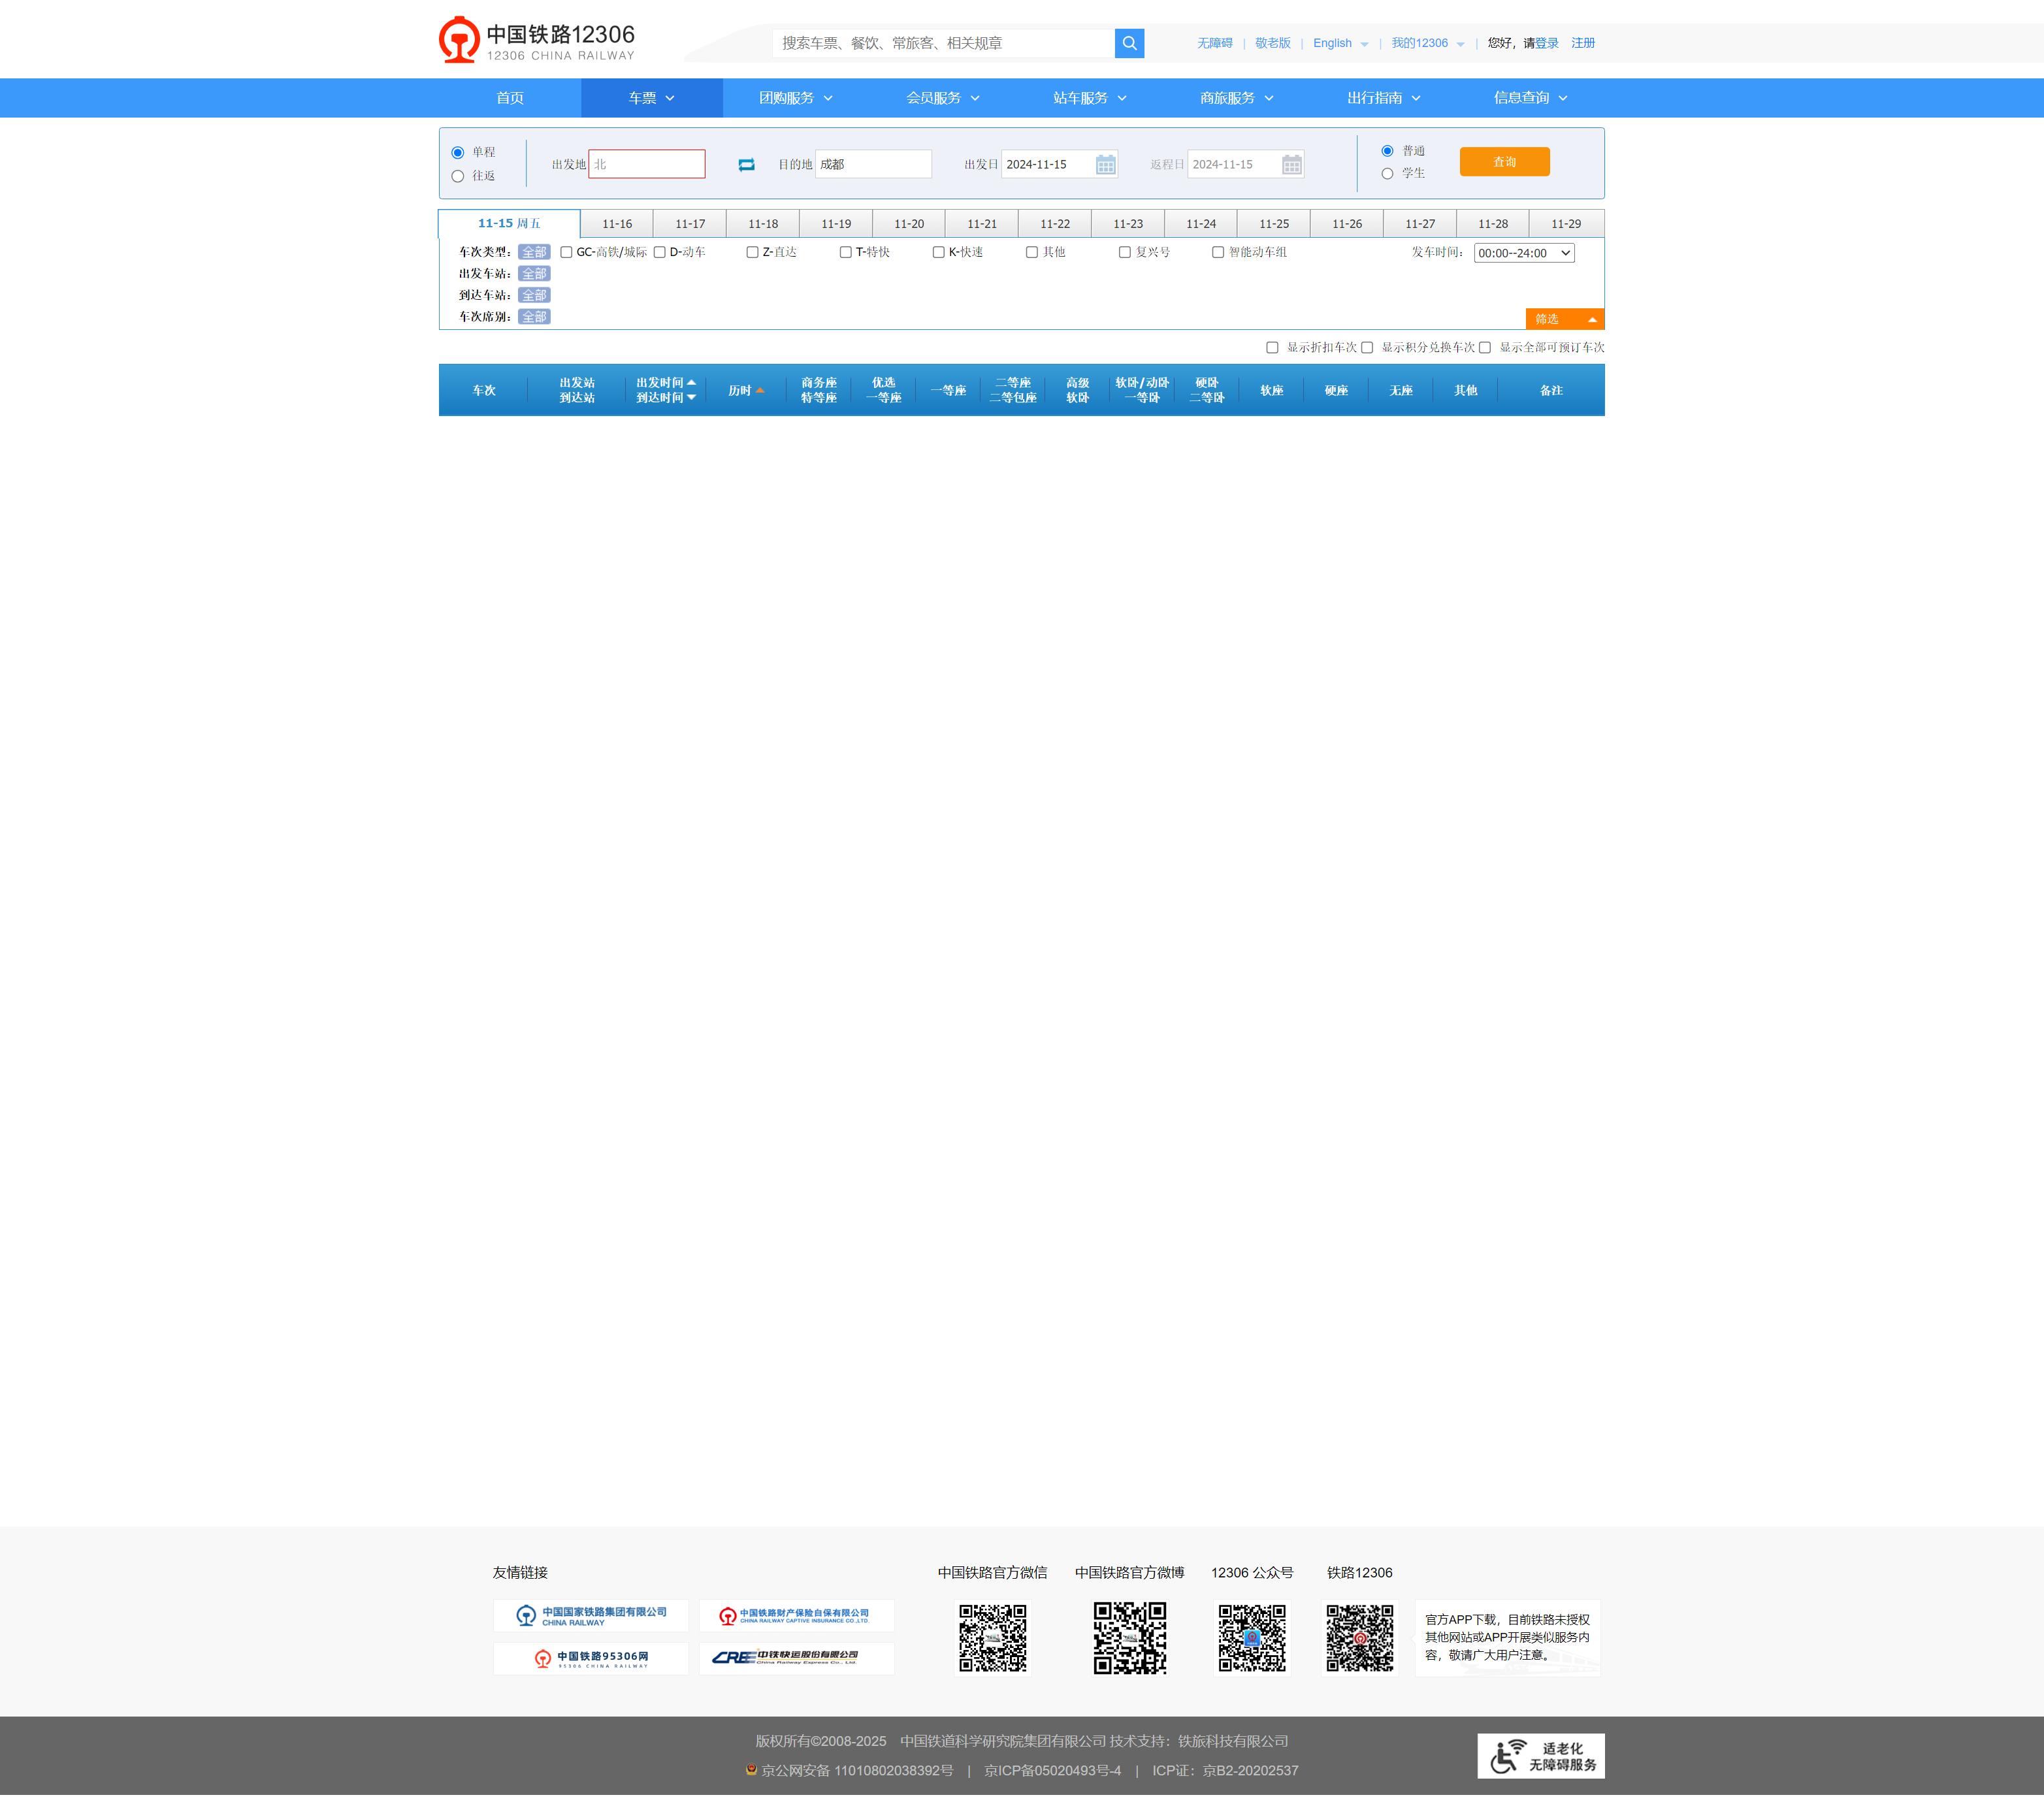 中国铁路12306
12306 CHINA RAILWAY
搜索车票、餐饮、常旅客、相关规章
无障碍 | 敬老版 | English | 我的12306 | 您好，请登录 注册
首页 车票 团购服务 会员服务 站车服务 商旅服务 出行指南 信息查询
单程
往返
出发地 北 目的地 成都 出发日 2024-11-15 返程日 2024-11-15
普通
学生
查询
11-15 周五 11-16 11-17 11-18 11-19 11-20 11-21 11-22 11-23 11-24 11-25 11-26 11-27 11-28 11-29
车次类型： 全部 GC-高铁/城际 D-动车 Z-直达 T-特快 K-快速 其他 复兴号 智能动车组 发车时间： 00:00--24:00
出发车站： 全部
到达车站： 全部
车次席别： 全部
筛选
显示折扣车次 显示积分兑换车次 显示全部可预订车次
车次
出发站
到达站
出发时间
到达时间
历时
商务座
特等座
优选
一等座
一等座
二等座
二等包座
高级
软卧
软卧/动卧
一等卧
硬卧
二等卧
软座
硬座
无座
其他
备注
友情链接
中国国家铁路集团有限公司
CHINA RAILWAY
中国铁路财产保险自保有限公司
CHINA RAILWAY CAPTIVE INSURANCE CO.,LTD.
中国铁路95306网
95306 CHINA RAILWAY
CRE 中铁快运股份有限公司
China Railway Express Co., Ltd.
中国铁路官方微信
中国铁路官方微博
12306 公众号
铁路12306
官方APP下载，目前铁路未授权
其他网站或APP开展类似服务内
容，敬请广大用户注意。
版权所有©2008-2025 中国铁道科学研究院集团有限公司 技术支持：铁旅科技有限公司
京公网安备 11010802038392号 | 京ICP备05020493号-4 | ICP证：京B2-20202537
适老化
无障碍服务